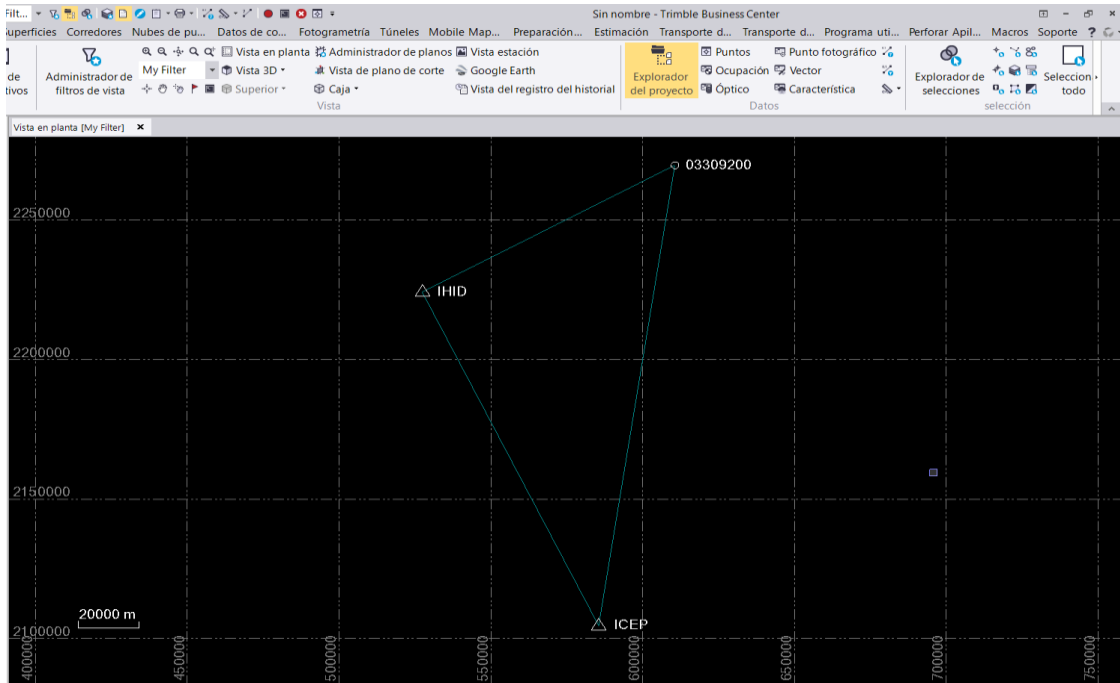 Filt... Sin nombre - Trimble Business Center
uperficies Corredores Nubes de pu... Datos de co... Fotogrametría Túneles Mobile Map... Preparación... Estimación Transporte d... Transporte d... Programa uti... Perforar Apil... Macros Soporte ?
Vista en planta Administrador de planos Vista estación Puntos Punto fotográfico
de Administrador de My Filter Vista 3D Vista de plano de corte Google Earth Explorador Ocupación Vector Explorador de Seleccion
tivos filtros de vista Superior Caja Vista del registro del historial del proyecto Óptico Característica selecciones todo
Vista Datos selección
Vista en planta [My Filter]
03309200
2250000
IHID
2200000
2150000
20000 m
ICEP
2100000
400000 450000 500000 550000 600000 650000 700000 750000